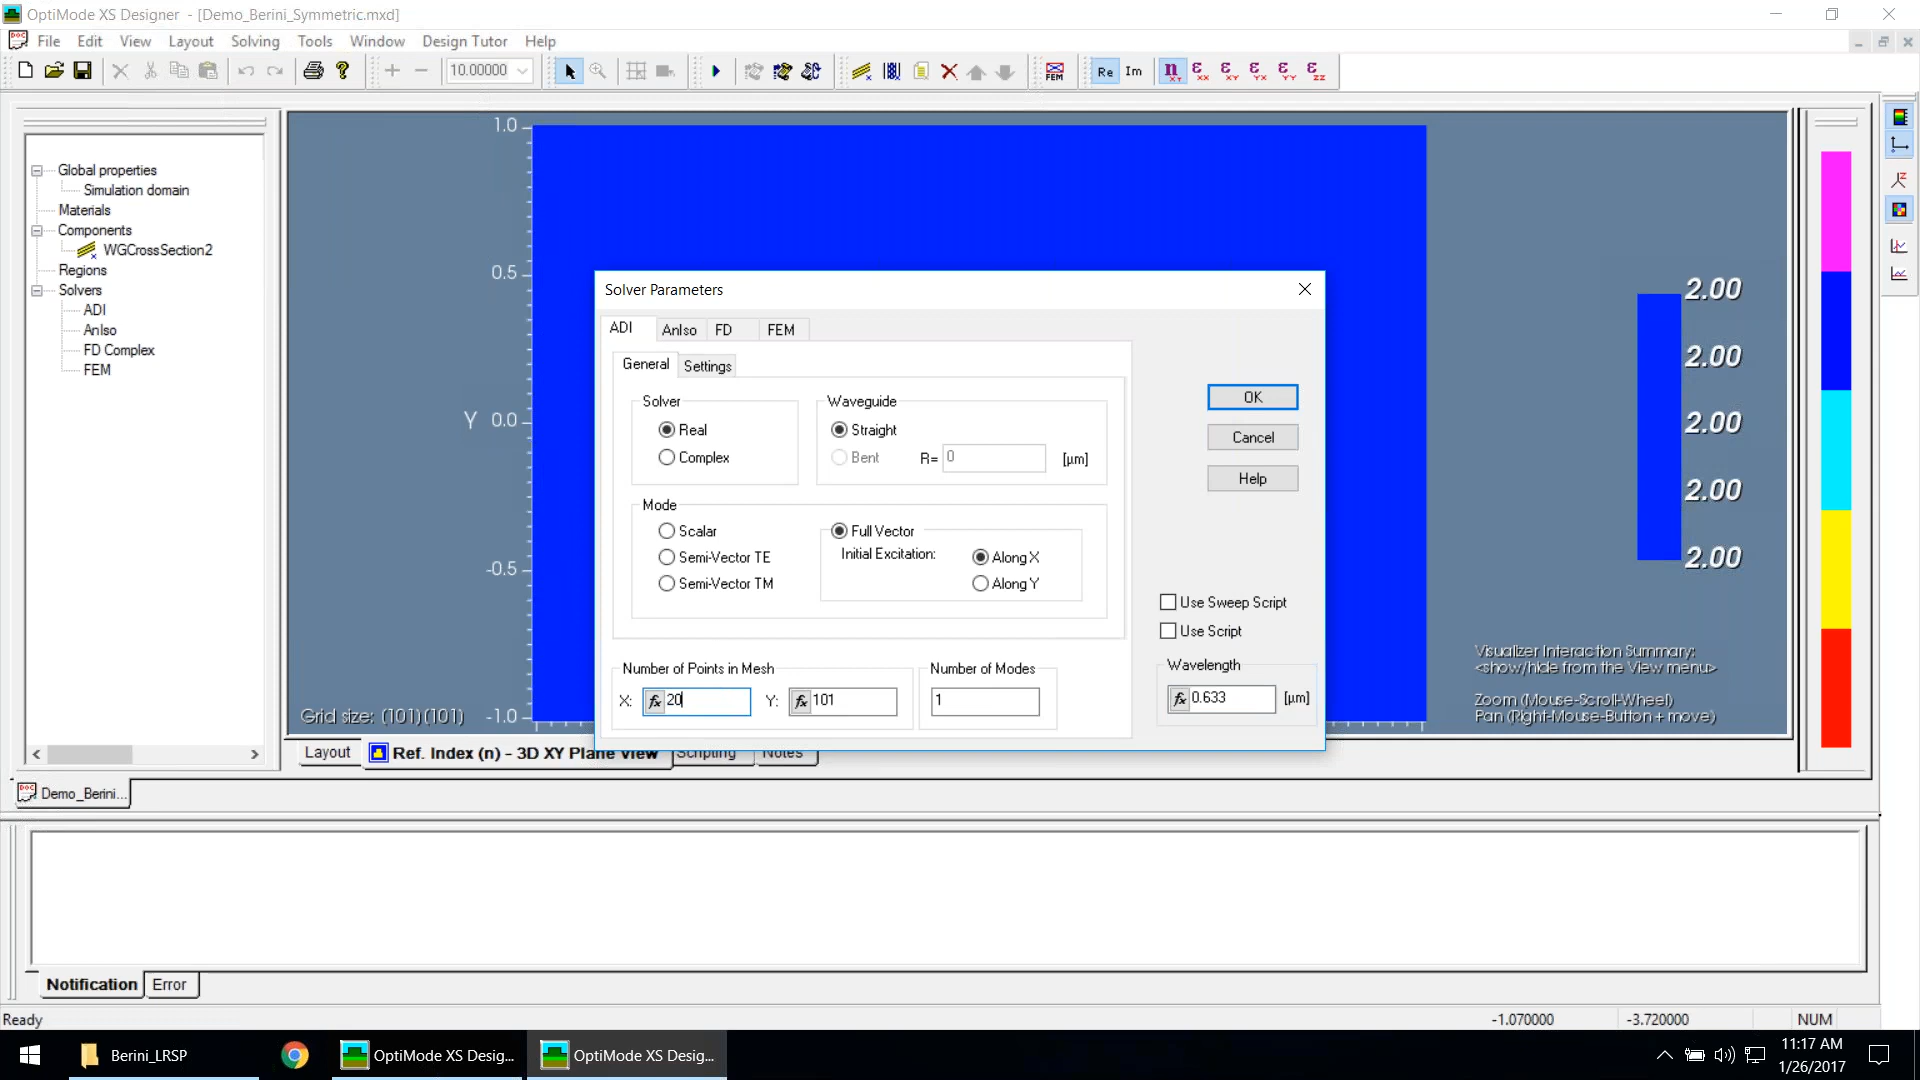 OptiMode XS Designer - [Demo_Berini_Symmetric.mxd]
File Edit View Layout Solving Tools Window Design Tutor Help
10.00000
FEM
Re Im
Global properties
Simulation domain
Materials
Components
WGCrossSection2
Regions
Solvers
ADI
AnIso
FD Complex
FEM
1.0
0.5
Y 0.0
-0.5
-1.0
Grid size: (101)(101)
Solver Parameters
ADI AnIso FD FEM
General Settings
Solver
Real
Complex
Waveguide
Straight
Bent R= 0 [µm]
Mode
Scalar
Semi-Vector TE
Semi-Vector TM
Full Vector
Initial Excitation: Along X
Along Y
Number of Points in Mesh
X: fx 20 Y: fx 101
Number of Modes
1
OK
Cancel
Help
Use Sweep Script
Use Script
Wavelength
fx 0.633 [µm]
2.00
2.00
2.00
2.00
2.00
Visualizer Interaction Summary:
<show/hide from the View menu>
Zoom (Mouse-Scroll-Wheel)
Pan (Right-Mouse-Button + move)
Layout Ref. Index (n) - 3D XY Plane View Scripting Notes
Demo_Berini...
Notification Error
Ready -1.070000 -3.720000 NUM
Berini_LRSP OptiMode XS Desig... OptiMode XS Desig...
11:17 AM
1/26/2017